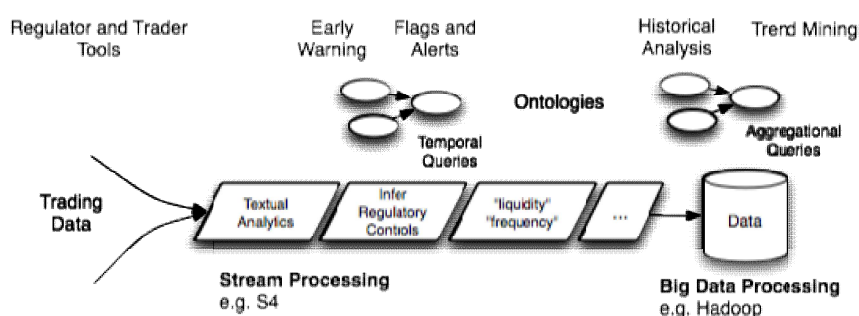 Regulator and Trader
Tools
Early
Warning
Flags and
Alerts
Historical
Analysis
Trend Mining
Ontologies
Temporal
Queries
Aggregational
Queries
Trading
Data
Textual
Analytics
Infer
Regulatory
Controls
"liquidity"
"frequency"
...
Data
Stream Processing
e.g. S4
Big Data Processing
e.g. Hadoop